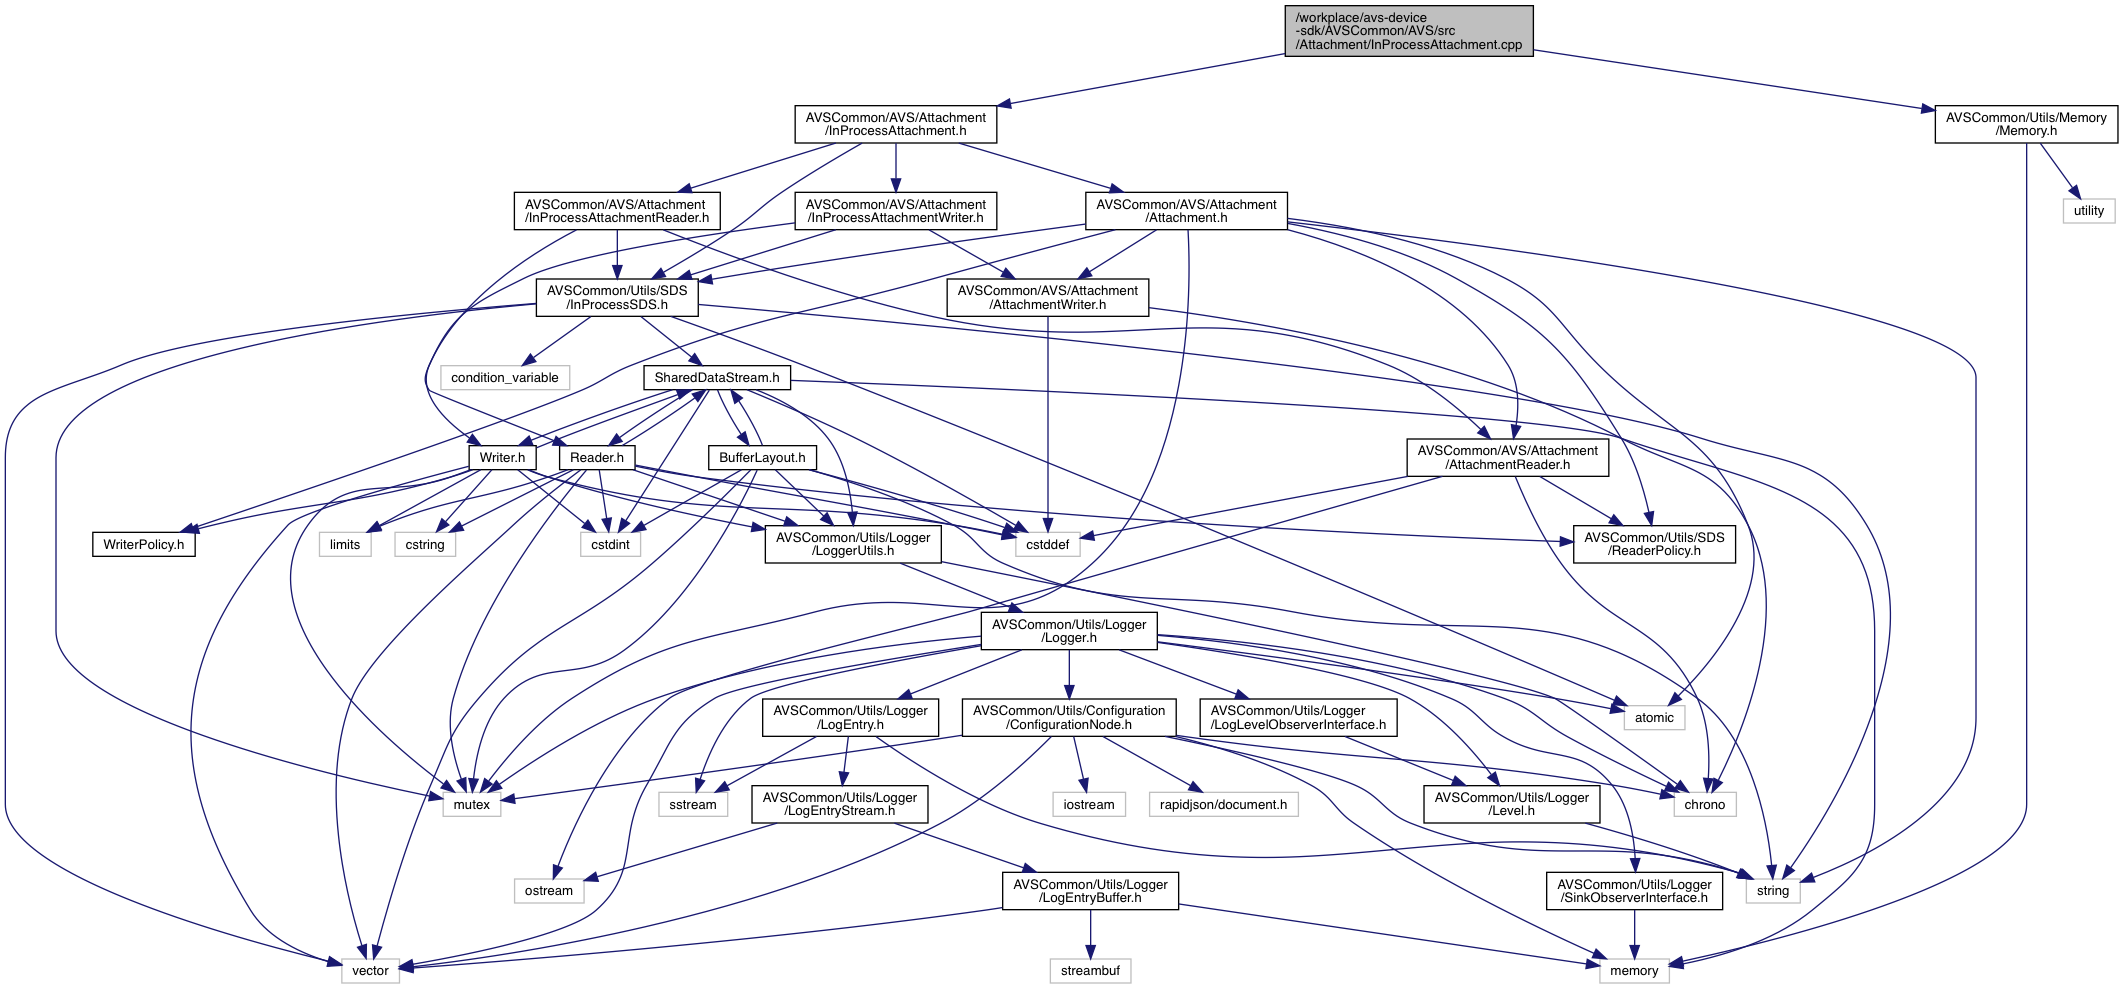 /workplace/avs-device
-sdk/AVSCommon/AVS/src
/Attachment/InProcessAttachment.cpp
AVSCommon/AVS/Attachment
/InProcessAttachment.h
AVSCommon/Utils/Memory
/Memory.h
AVSCommon/AVS/Attachment
/InProcessAttachmentReader.h
AVSCommon/AVS/Attachment
/InProcessAttachmentWriter.h
AVSCommon/AVS/Attachment
/Attachment.h
utility
AVSCommon/Utils/SDS
/InProcessSDS.h
AVSCommon/AVS/Attachment
/AttachmentWriter.h
condition_variable
SharedDataStream.h
Writer.h
Reader.h
BufferLayout.h
AVSCommon/AVS/Attachment
/AttachmentReader.h
WriterPolicy.h
limits
cstring
cstdint
AVSCommon/Utils/Logger
/LoggerUtils.h
cstddef
AVSCommon/Utils/SDS
/ReaderPolicy.h
AVSCommon/Utils/Logger
/Logger.h
AVSCommon/Utils/Logger
/LogEntry.h
AVSCommon/Utils/Configuration
/ConfigurationNode.h
AVSCommon/Utils/Logger
/LogLevelObserverInterface.h
atomic
mutex
sstream
AVSCommon/Utils/Logger
/LogEntryStream.h
iostream
rapidjson/document.h
AVSCommon/Utils/Logger
/Level.h
chrono
ostream
AVSCommon/Utils/Logger
/LogEntryBuffer.h
AVSCommon/Utils/Logger
/SinkObserverInterface.h
string
vector
streambuf
memory